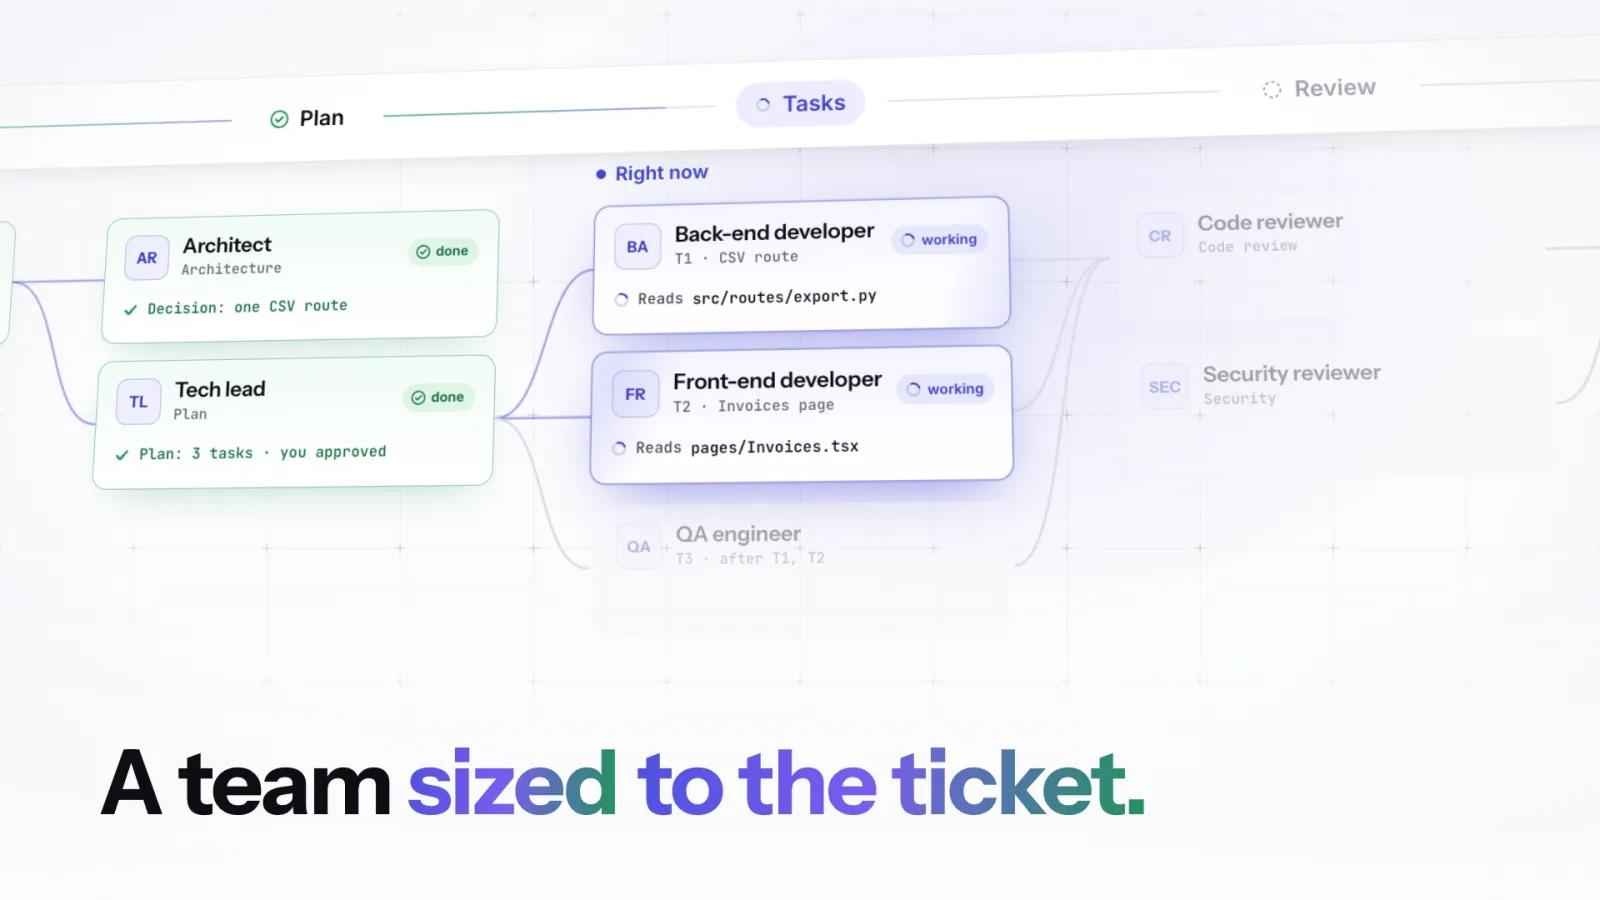 Plan
Tasks
Review
Right now
AR
Architect
Architecture
done
Decision: one CSV route
TL
Tech lead
Plan
done
Plan: 3 tasks · you approved
BA
Back-end developer
T1 · CSV route
working
Reads src/routes/export.py
FR
Front-end developer
T2 · Invoices page
working
Reads pages/Invoices.tsx
QA
QA engineer
T3 · after T1, T2
CR
Code reviewer
Code review
SEC
Security reviewer
Security
A team sized to the ticket.